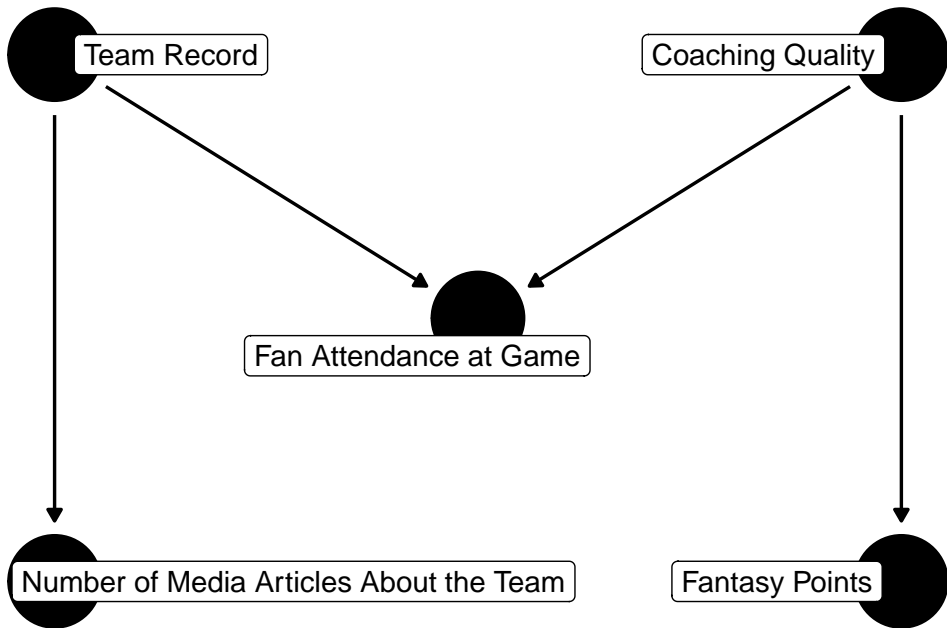 Team Record
Coaching Quality
Fan Attendance at Game
Number of Media Articles About the Team
Fantasy Points